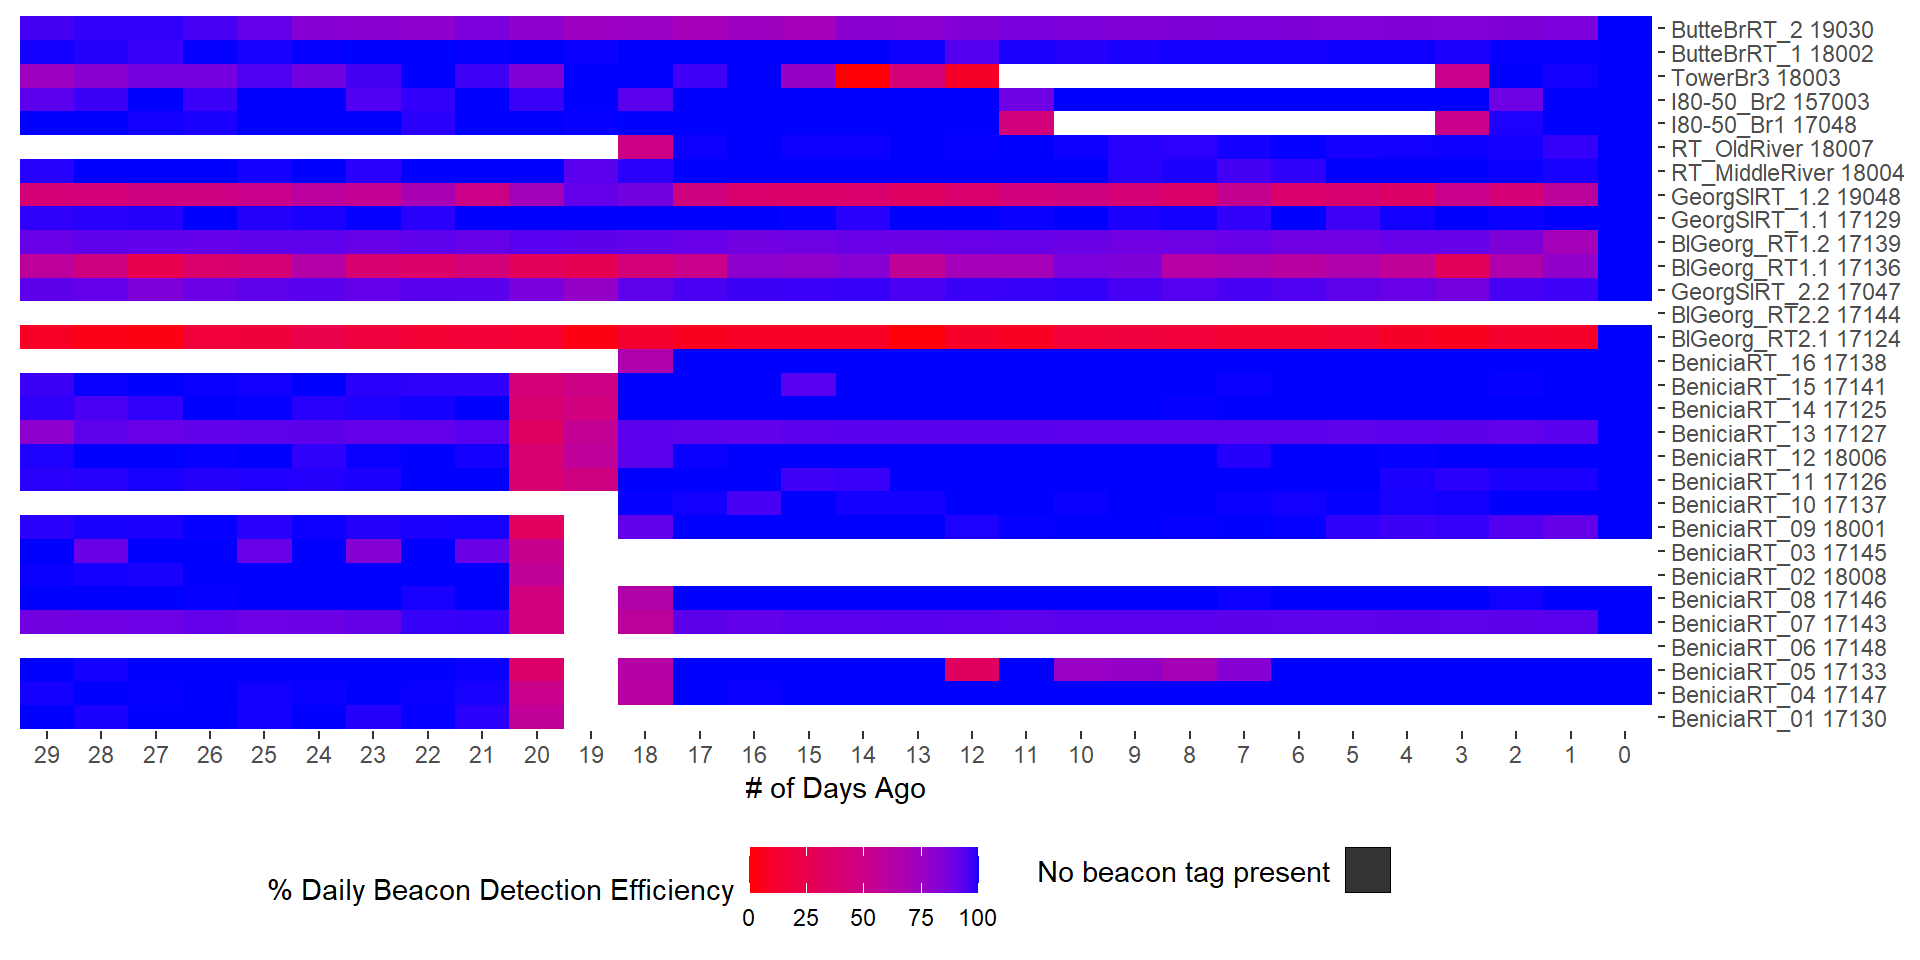 ButteBrRT_2 19030
ButteBrRT_1 18002
TowerBr3 18003
I80-50_Br2 157003
I80-50_Br1 17048
RT_OldRiver 18007
RT_MiddleRiver 18004
GeorgSlRT_1.2 19048
GeorgSlRT_1.1 17129
BlGeorg_RT1.2 17139
BlGeorg_RT1.1 17136
GeorgSlRT_2.2 17047
BlGeorg_RT2.2 17144
BlGeorg_RT2.1 17124
BeniciaRT_16 17138
BeniciaRT_15 17141
BeniciaRT_14 17125
BeniciaRT_13 17127
BeniciaRT_12 18006
BeniciaRT_11 17126
BeniciaRT_10 17137
BeniciaRT_09 18001
BeniciaRT_03 17145
BeniciaRT_02 18008
BeniciaRT_08 17146
BeniciaRT_07 17143
BeniciaRT_06 17148
BeniciaRT_05 17133
BeniciaRT_04 17147
BeniciaRT_01 17130
29 28 27 26 25 24 23 22 21 20 19 18 17 16 15 14 13 12 11 10 9 8 7 6 5 4 3 2 1 0
# of Days Ago
% Daily Beacon Detection Efficiency
0 25 50 75 100
No beacon tag present